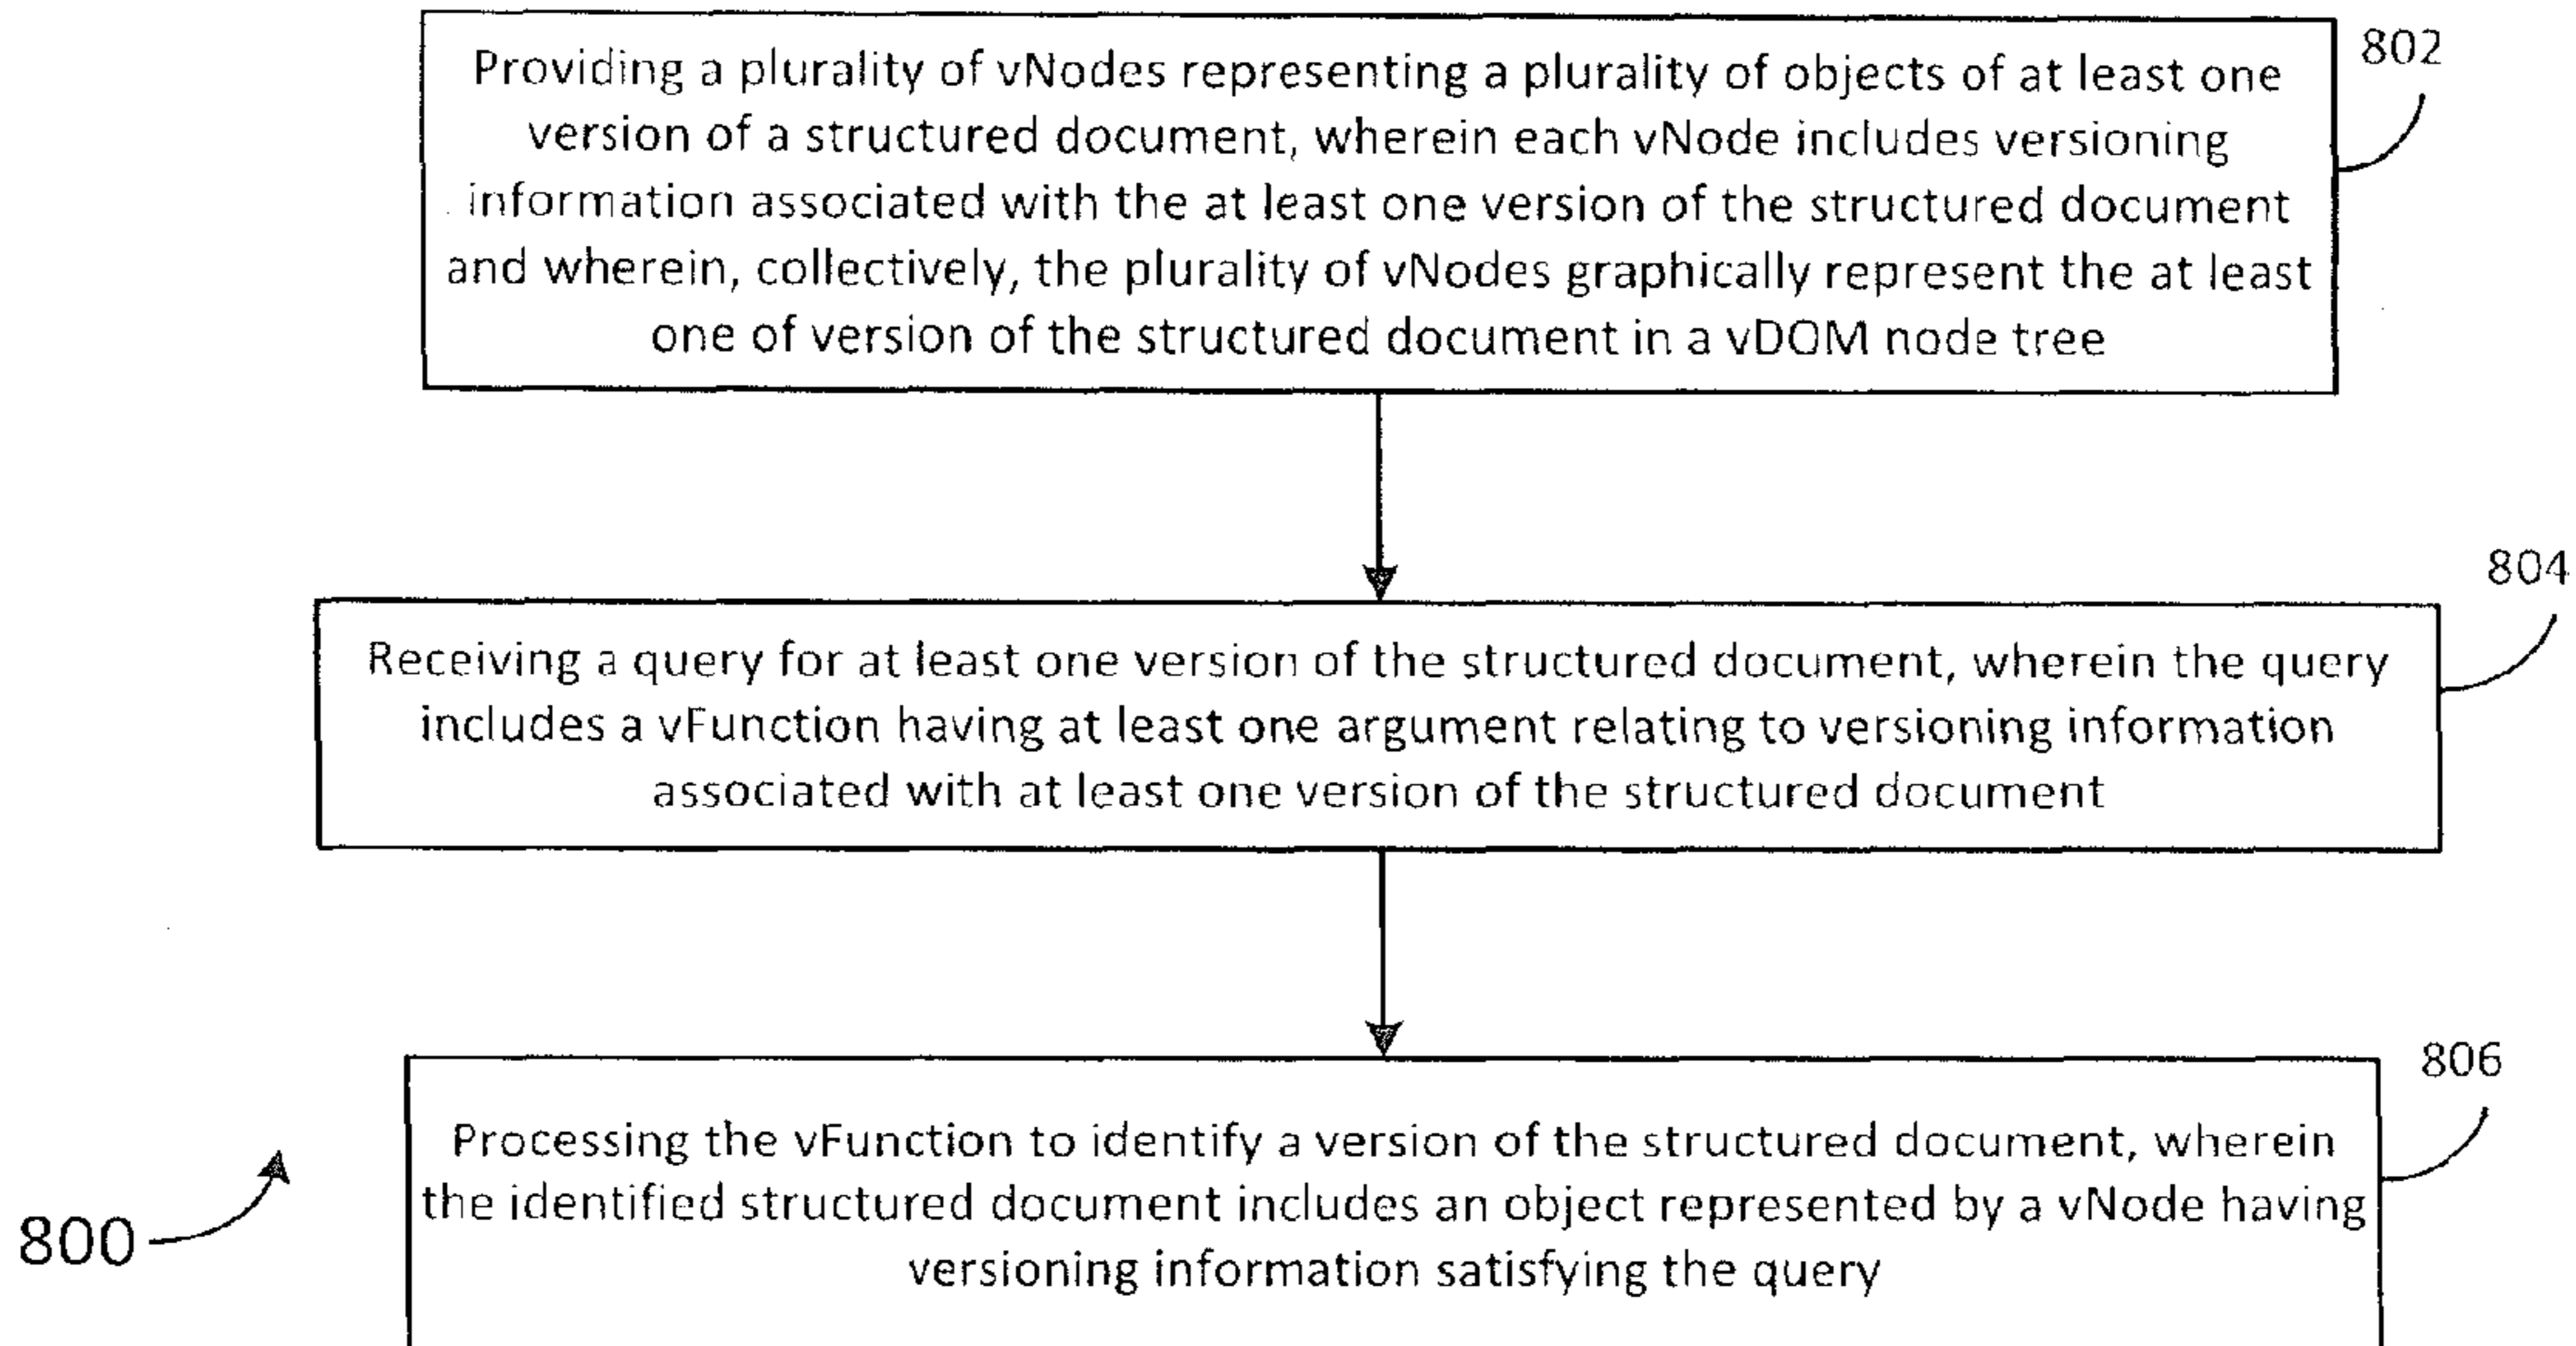 Providing a plurality of vNodes representing a plurality of objects of at least one
version of a structured document, wherein each vNode includes versioning
information associated with the at least one version of the structured document
and wherein, collectively, the plurality of vNodes graphically represent the at least
one of version of the structured document in a vDOM node tree
802
804
Receiving a query for at least one version of the structured document, wherein the query
includes a vFunction having at least one argument relating to versioning information
associated with at least one version of the structured document
806
Processing the vFunction to identify a version of the structured document, wherein
the identified structured document includes an object represented by a vNode having
versioning information satisfying the query
800